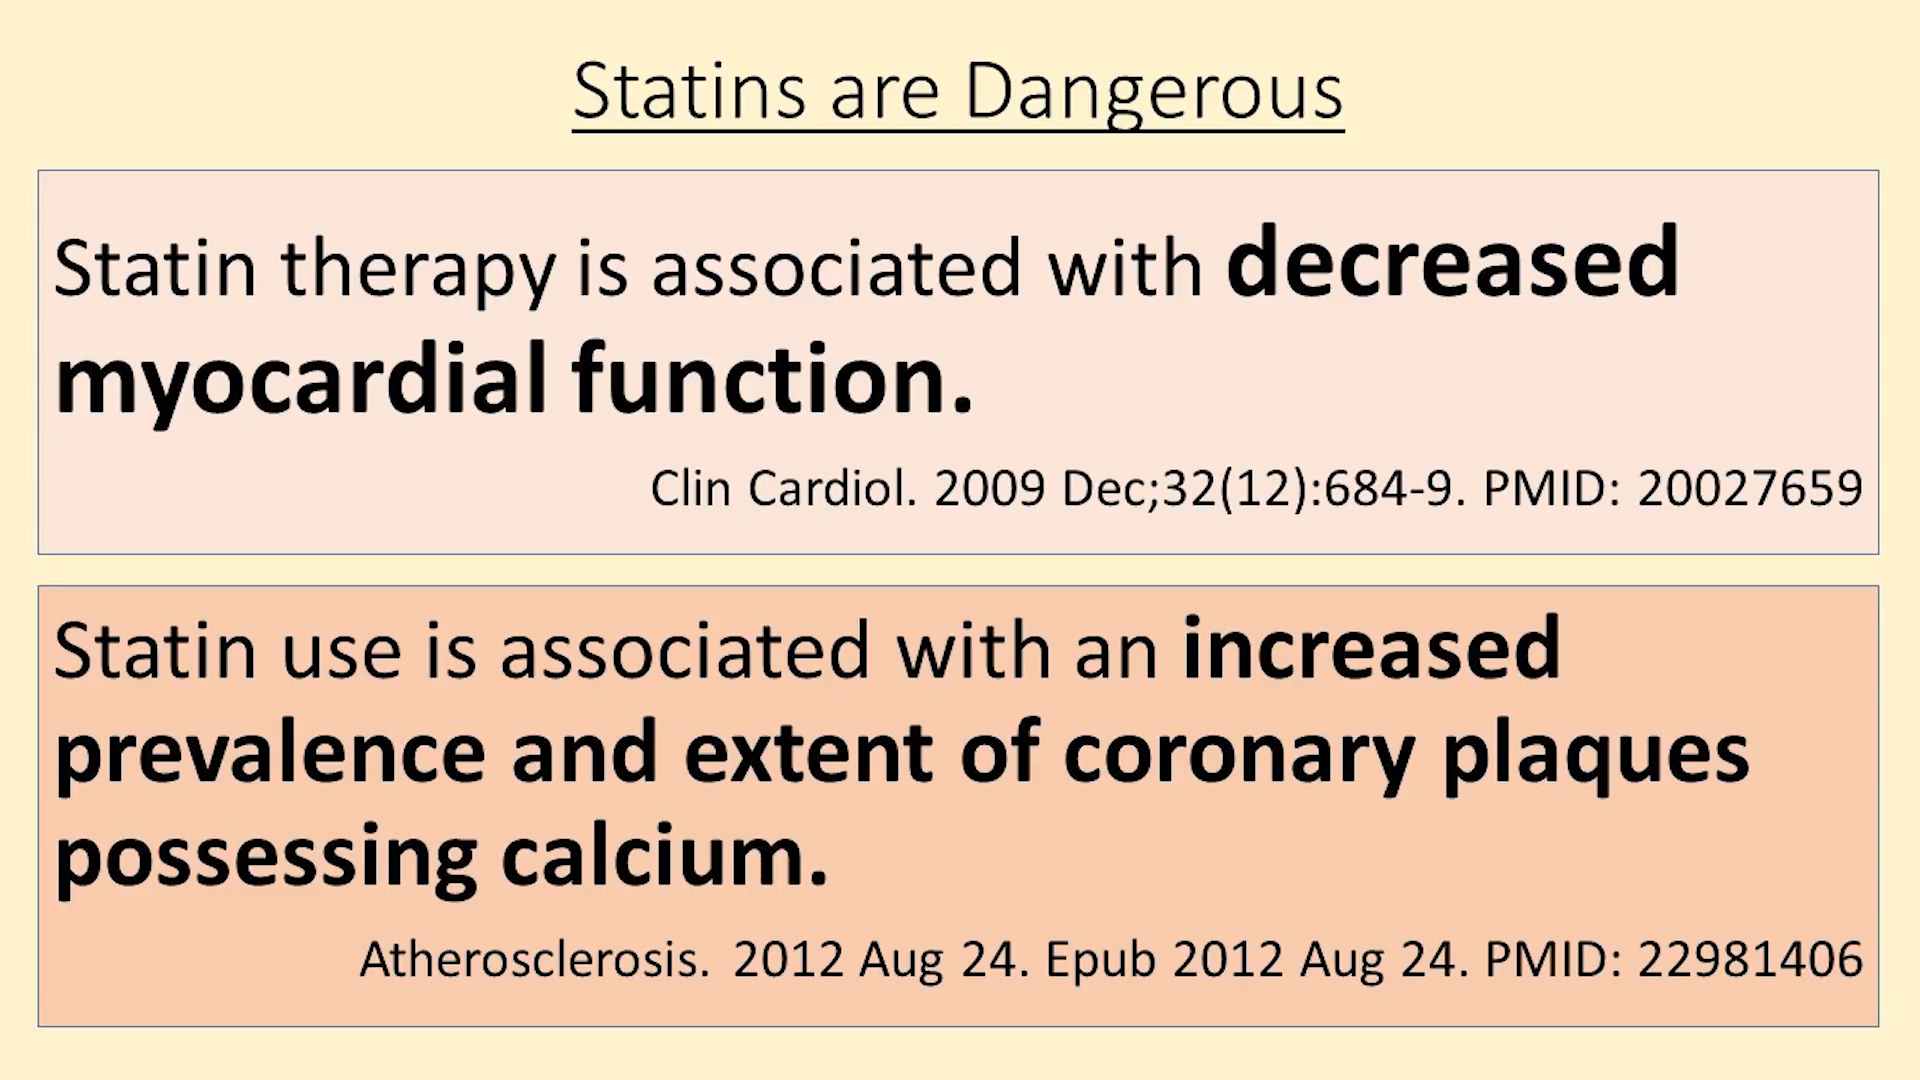 Statins are Dangerous
Statin therapy is associated with decreased
myocardial function.
Clin Cardiol. 2009 Dec;32(12):684-9. PMID: 20027659
Statin use is associated with an increased
prevalence and extent of coronary plaques
possessing calcium.
Atherosclerosis. 2012 Aug 24. Epub 2012 Aug 24. PMID: 22981406